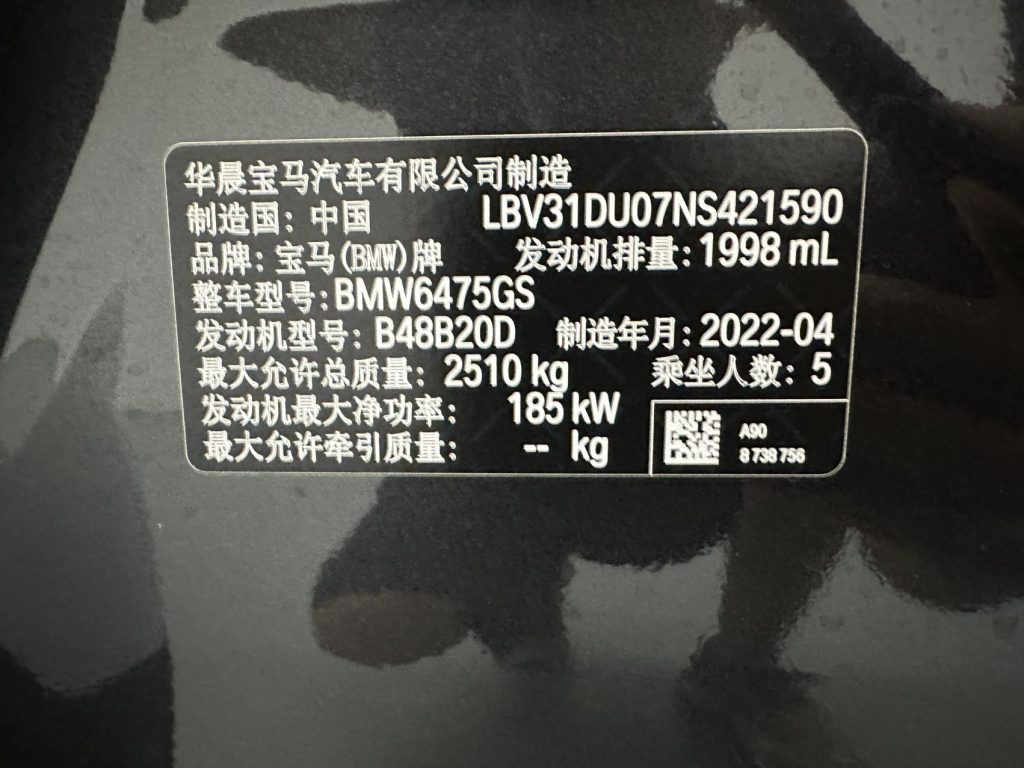 华晨宝马汽车有限公司制造
制造国：中国 LBV31DU07NS421590
品牌：宝马(BMW)牌 发动机排量：1998 mL
整车型号：BMW6475GS
发动机型号：B48B20D 制造年月：2022-04
最大允许总质量：2510 kg 乘坐人数：5
发动机最大净功率：185 kW
最大允许牵引质量：-- kg
A90
8 738 756